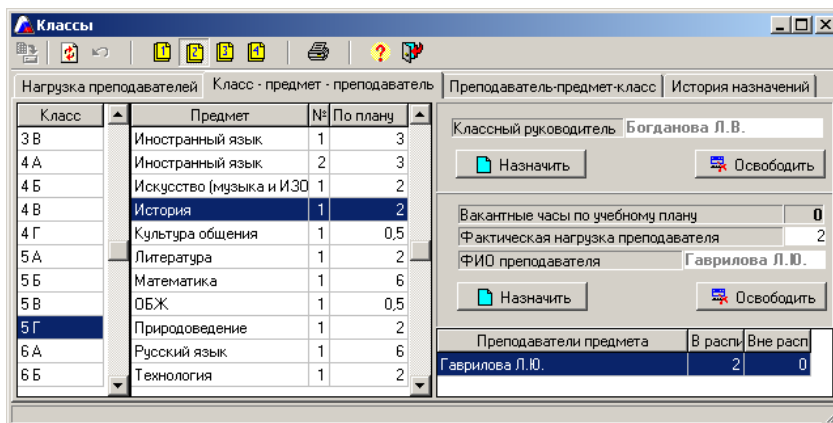 Классы
Нагрузка преподавателей Класс - предмет - преподаватель Преподаватель-предмет-класс История назначений
Класс Предмет № По плану
3 В Иностранный язык 1 3
4 А Иностранный язык 2 3
4 Б Искусство (музыка и ИЗО 1 2
4 В История 1 2
4 Г Культура общения 1 0,5
5 А Литература 1 2
5 Б Математика 1 6
5 В ОБЖ 1 0,5
5 Г Природоведение 1 2
6 А Русский язык 1 6
6 Б Технология 1 2
Классный руководитель Богданова Л.В.
Назначить Освободить
Вакантные часы по учебному плану 0
Фактическая нагрузка преподавателя 2
ФИО преподавателя Гаврилова Л.Ю.
Назначить Освободить
Преподаватели предмета В распи Вне расп
Гаврилова Л.Ю. 2 0